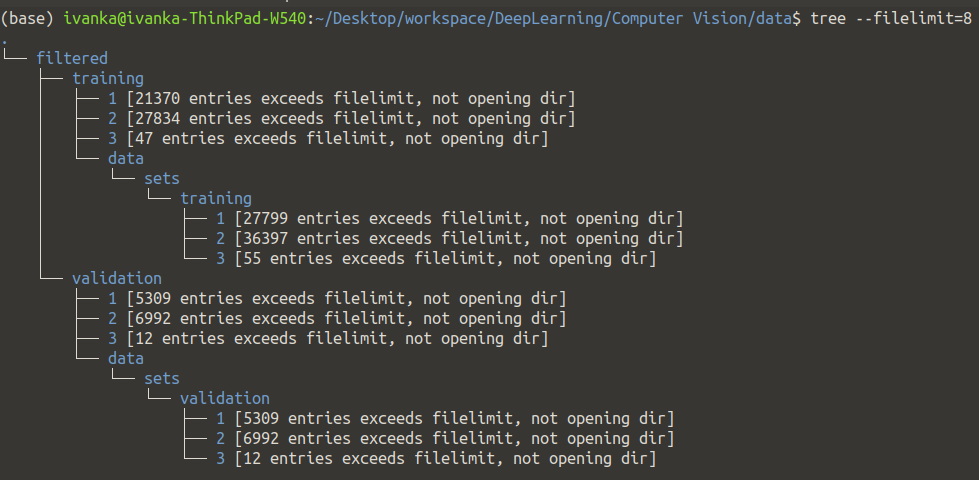 (base) ivanka@ivanka-ThinkPad-W540:~/Desktop/workspace/DeepLearning/Computer Vision/data$ tree --filelimit=8
.
└── filtered
    ├── training
    │   ├── 1 [21370 entries exceeds filelimit, not opening dir]
    │   ├── 2 [27834 entries exceeds filelimit, not opening dir]
    │   ├── 3 [47 entries exceeds filelimit, not opening dir]
    │   └── data
    │       └── sets
    │           └── training
    │               ├── 1 [27799 entries exceeds filelimit, not opening dir]
    │               ├── 2 [36397 entries exceeds filelimit, not opening dir]
    │               └── 3 [55 entries exceeds filelimit, not opening dir]
    └── validation
        ├── 1 [5309 entries exceeds filelimit, not opening dir]
        ├── 2 [6992 entries exceeds filelimit, not opening dir]
        ├── 3 [12 entries exceeds filelimit, not opening dir]
        └── data
            └── sets
                └── validation
                    ├── 1 [5309 entries exceeds filelimit, not opening dir]
                    ├── 2 [6992 entries exceeds filelimit, not opening dir]
                    └── 3 [12 entries exceeds filelimit, not opening dir]